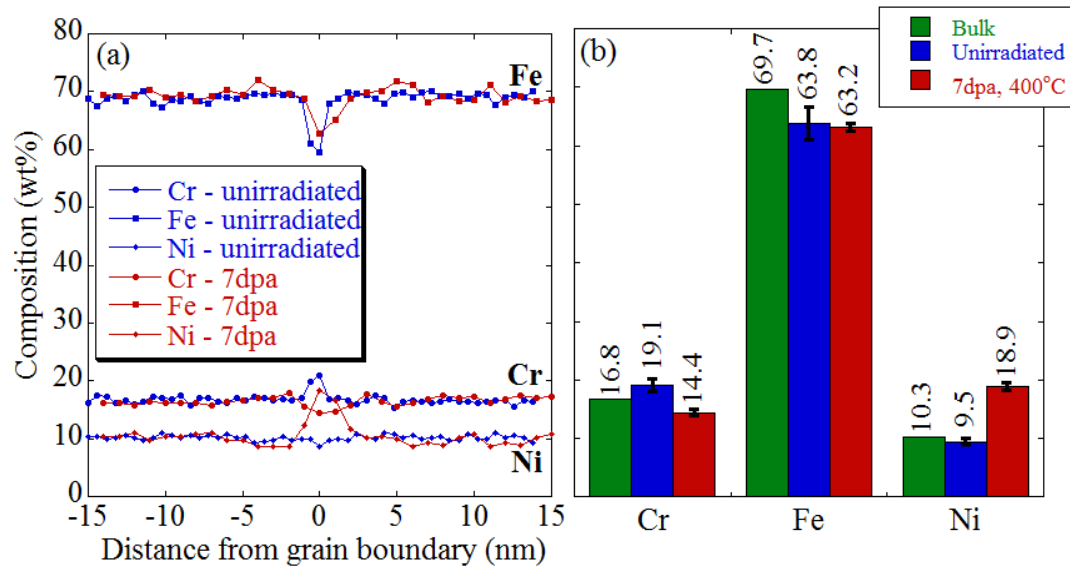 (a)
Composition (wt%)
80
70
60
50
40
30
20
10
0
Fe
Cr - unirradiated
Fe - unirradiated
Ni - unirradiated
Cr - 7dpa
Fe - 7dpa
Ni - 7dpa
Cr
Ni
-15
-10
-5
0
5
10
15
Distance from grain boundary (nm)
(b)
Bulk
Unirradiated
7dpa, 400°C
16.8
19.1
14.4
69.7
63.8
63.2
10.3
9.5
18.9
Cr
Fe
Ni